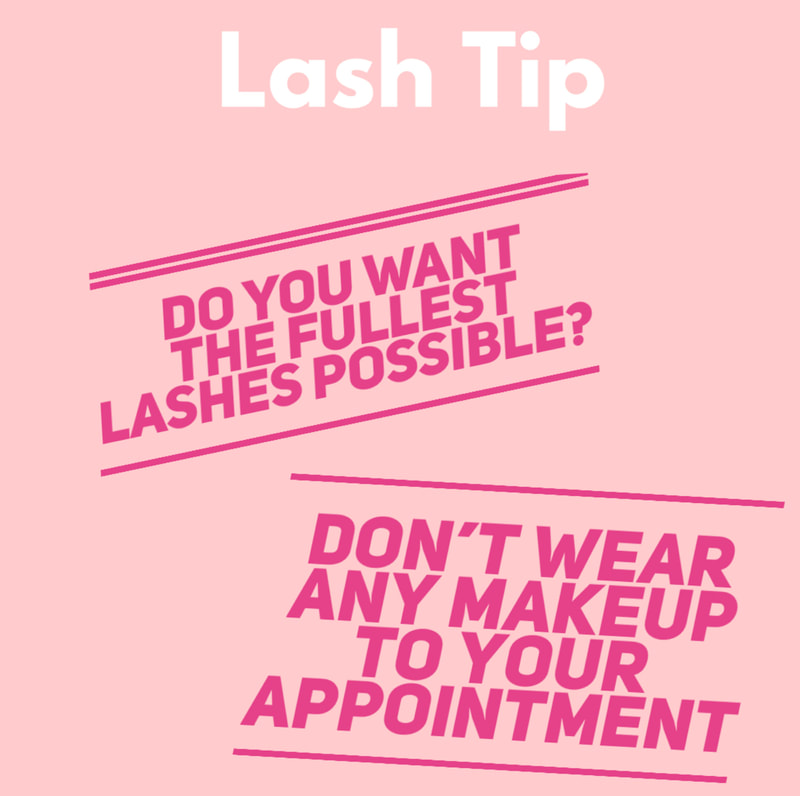 Lash Tip
DO YOU WANT
THE FULLEST
LASHES POSSIBLE?
DON'T WEAR
ANY MAKEUP
TO YOUR
APPOINTMENT